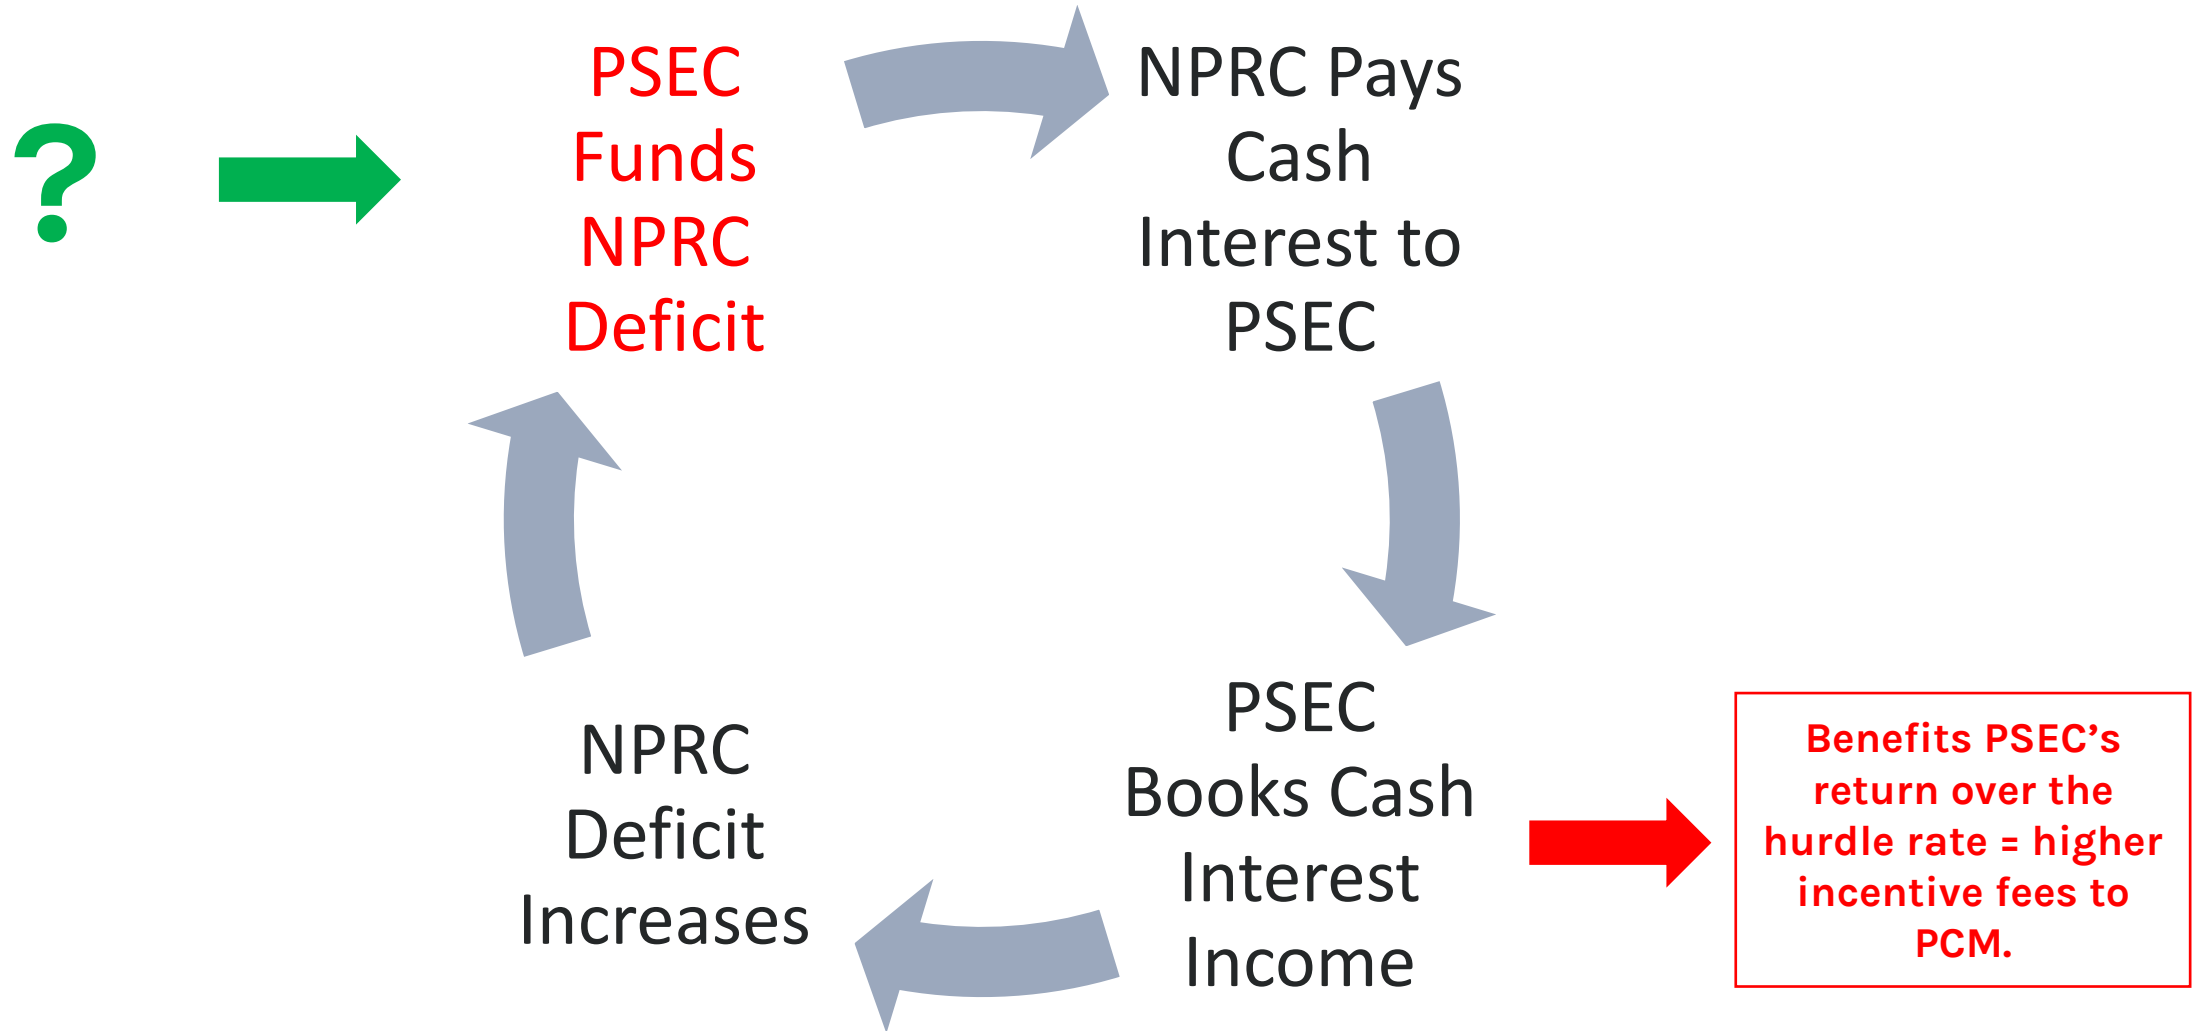 ?
PSEC
Funds
NPRC
Deficit
NPRC Pays
Cash
Interest to
PSEC
PSEC
Books Cash
Interest
Income
Benefits PSEC’s
return over the
hurdle rate = higher
incentive fees to
PCM.
NPRC
Deficit
Increases